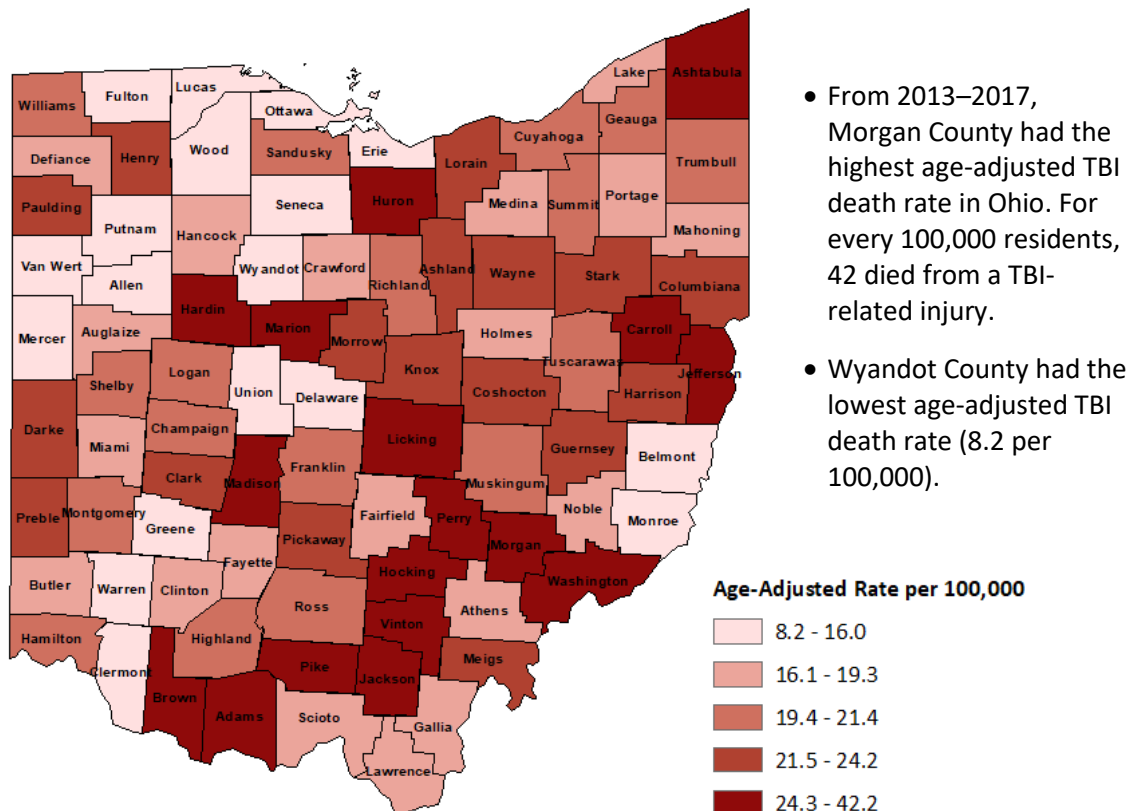 Lake
Ashtabula
Lucas
Williams
Fulton
Ottawa
Geauga
Cuyahoga
Wood
Sandusky
Erie
Defiance
Henry
Lorain
Trumbull
Paulding
Huron
Medina
Summit
Portage
Seneca
Putnam
Hancock
Mahoning
Van Wert
Wyandot
Crawford
Ashland
Wayne
Stark
Allen
Richland
Columbiana
Hardin
Marion
Carroll
Mercer
Auglaize
Morrow
Holmes
Tuscarawas
Knox
Jefferson
Logan
Shelby
Union
Delaware
Coshocton
Harrison
Darke
Champaign
Licking
Miami
Guernsey
Belmont
Franklin
Clark
Madison
Muskingum
Noble
Preble
Montgomery
Greene
Fairfield
Perry
Monroe
Pickaway
Morgan
Fayette
Hocking
Washington
Butler
Warren
Clinton
Ross
Athens
Vinton
Hamilton
Highland
Meigs
Clermont
Pike
Jackson
Brown
Adams
Scioto
Gallia
Lawrence
• From 2013–2017,
Morgan County had the
highest age-adjusted TBI
death rate in Ohio. For
every 100,000 residents,
42 died from a TBI-
related injury.
• Wyandot County had the
lowest age-adjusted TBI
death rate (8.2 per
100,000).
Age-Adjusted Rate per 100,000
8.2 - 16.0
16.1 - 19.3
19.4 - 21.4
21.5 - 24.2
24.3 - 42.2